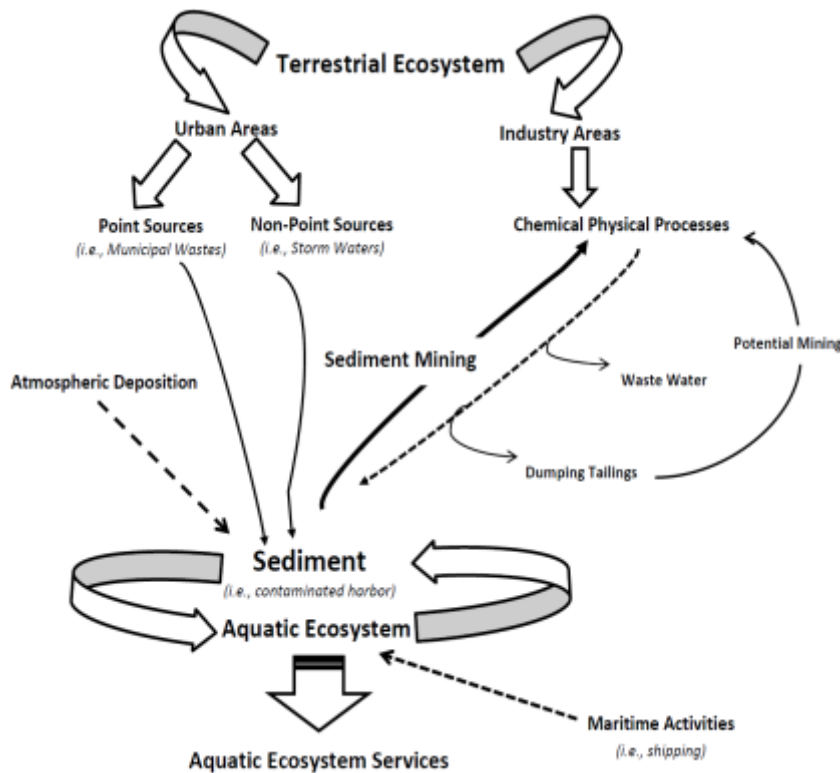 Terrestrial Ecosystem
Urban Areas
Industry Areas
Point Sources
(i.e., Municipal Wastes)
Non-Point Sources
(i.e., Storm Waters)
Chemical Physical Processes
Sediment Mining
Potential Mining
Atmospheric Deposition
Waste Water
Dumping Tailings
Sediment
(i.e., contaminated harbor)
Aquatic Ecosystem
Maritime Activities
(i.e., shipping)
Aquatic Ecosystem Services